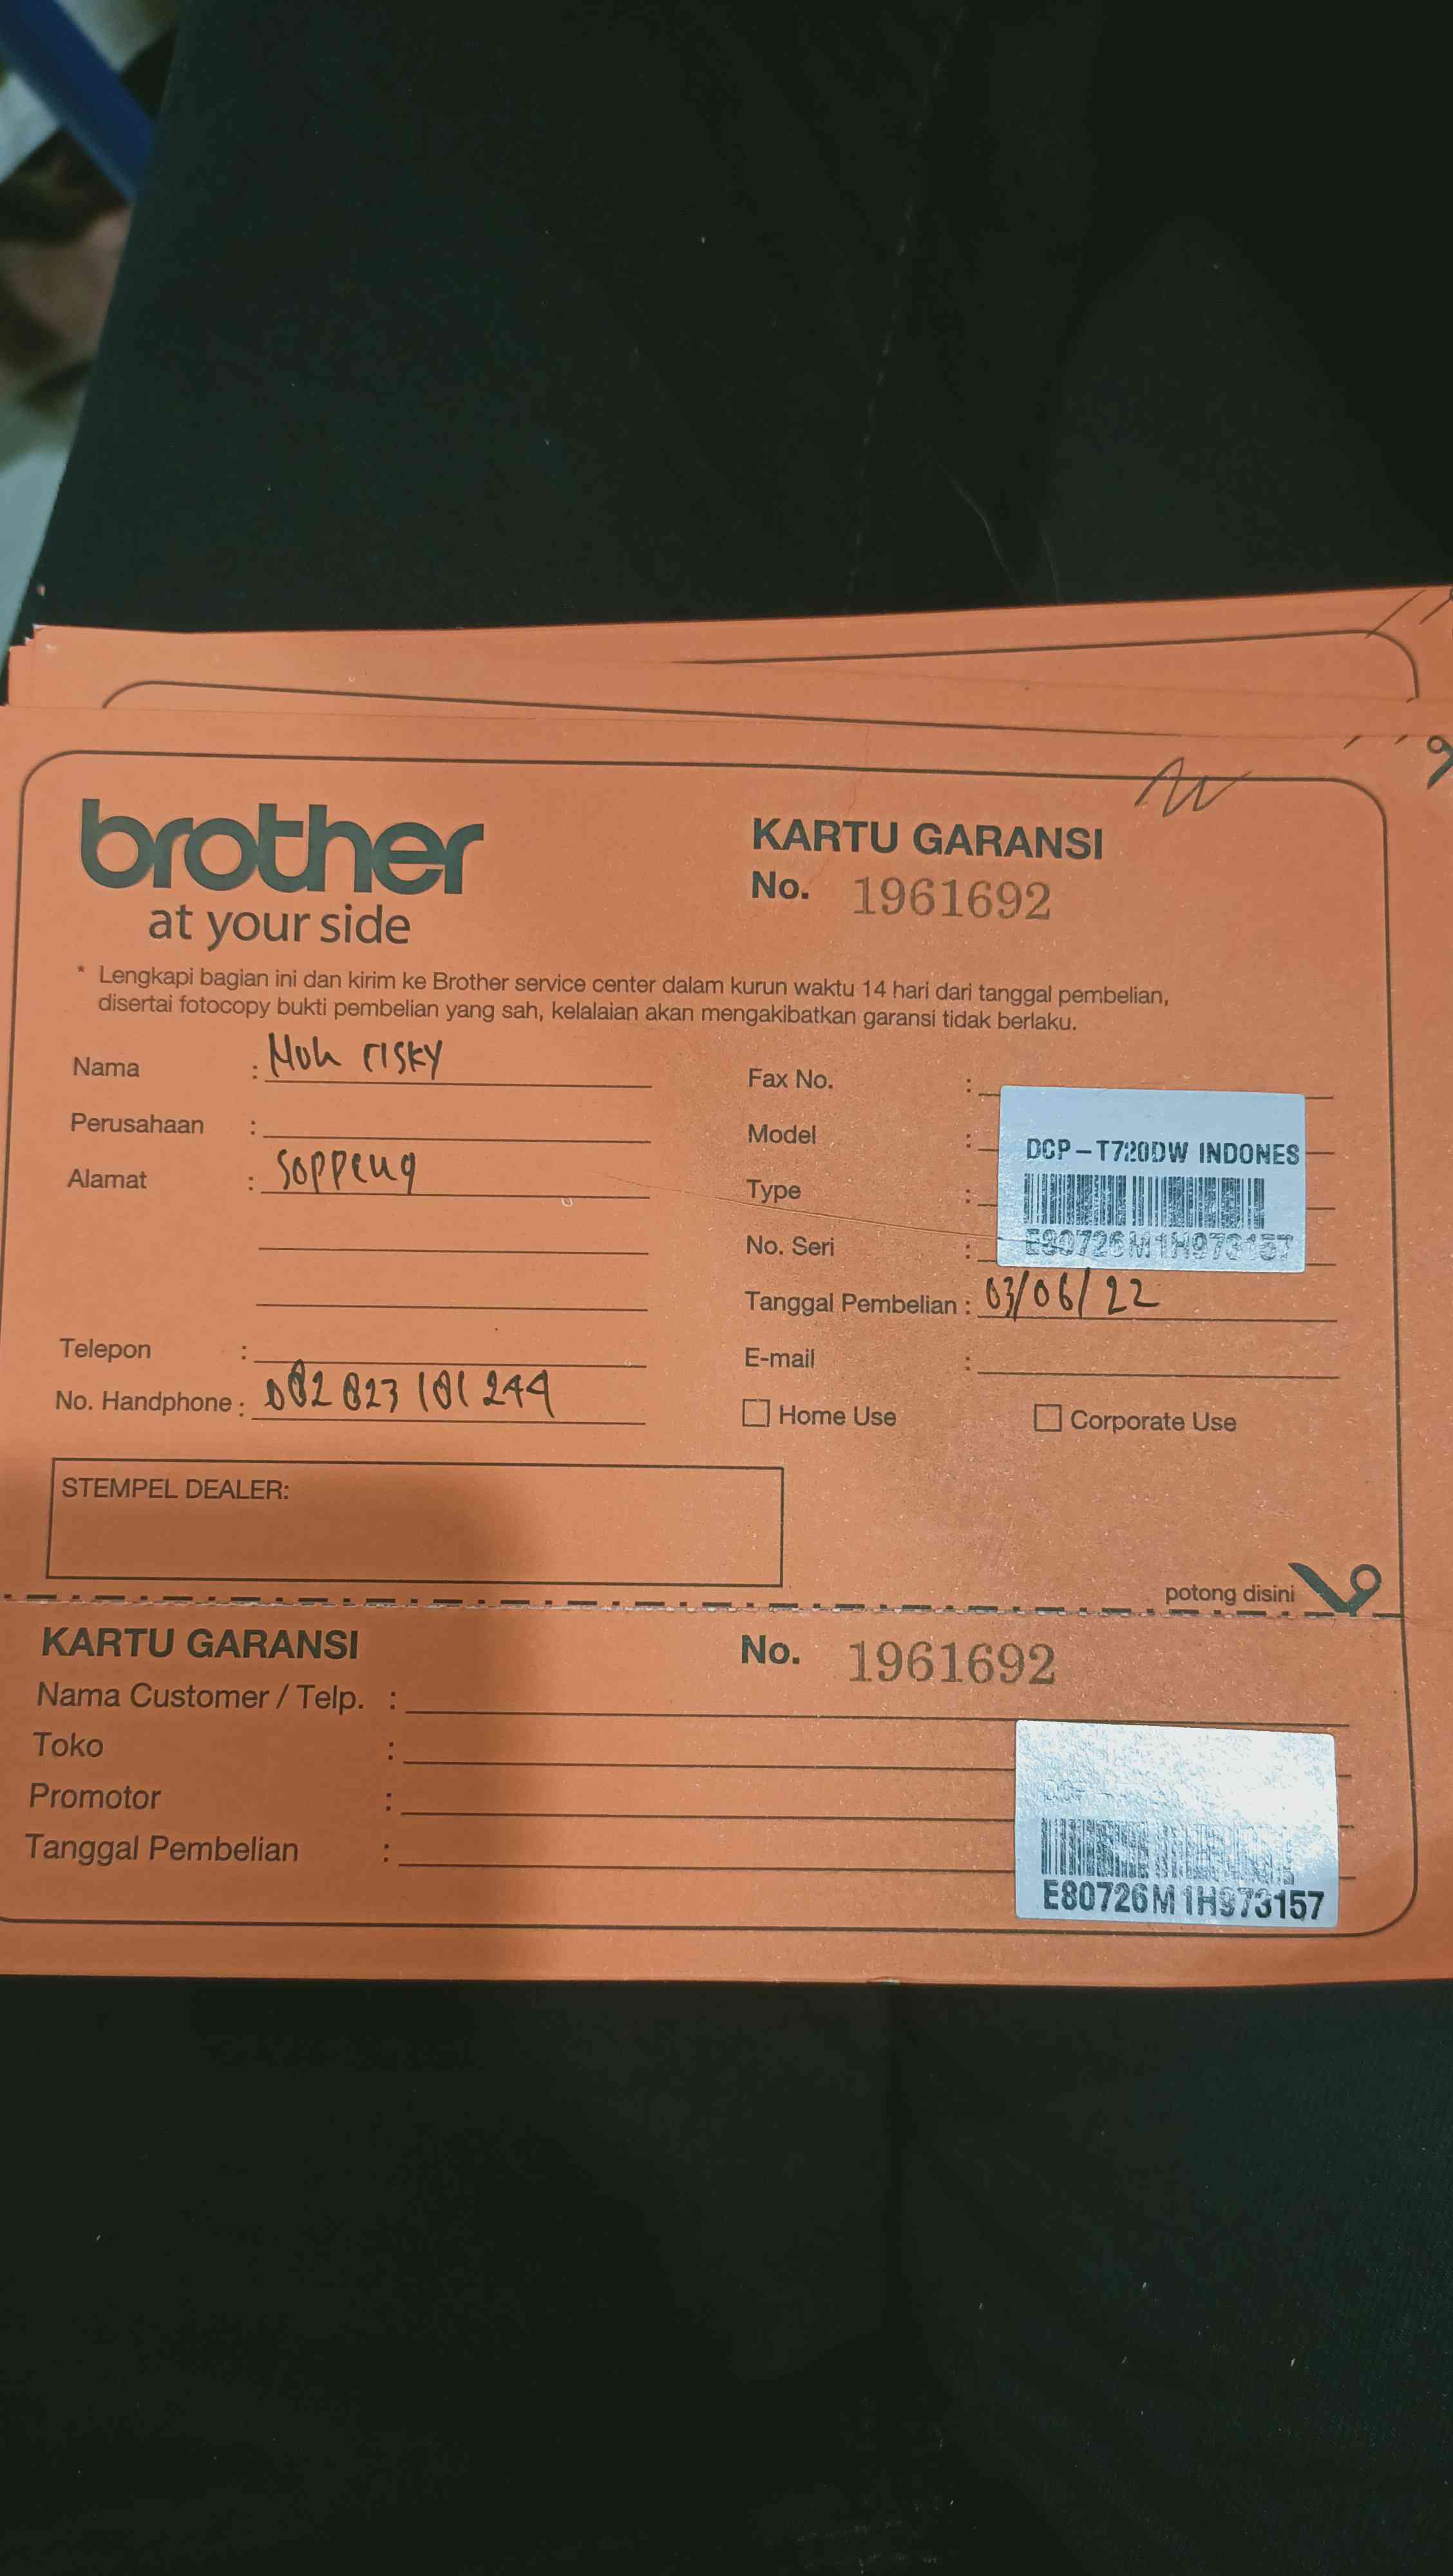 brother
at your side
KARTU GARANSI
No. 1961692
* Lengkapi bagian ini dan kirim ke Brother service center dalam kurun waktu 14 hari dari tanggal pembelian,
disertai fotocopy bukti pembelian yang sah, kelalaian akan mengakibatkan garansi tidak berlaku.
Nama : Muh risky
Perusahaan :
Alamat : Soppeng
Telepon :
No. Handphone : 082 823 181 244
Fax No. :
Model : DCP-T720DW INDONES
Type :
No. Seri : E80726M1H973157
Tanggal Pembelian : 03/06/22
E-mail :
Home Use Corporate Use
STEMPEL DEALER:
potong disini
KARTU GARANSI
No. 1961692
Nama Customer / Telp. :
Toko :
Promotor :
Tanggal Pembelian :
E80726M1H973157